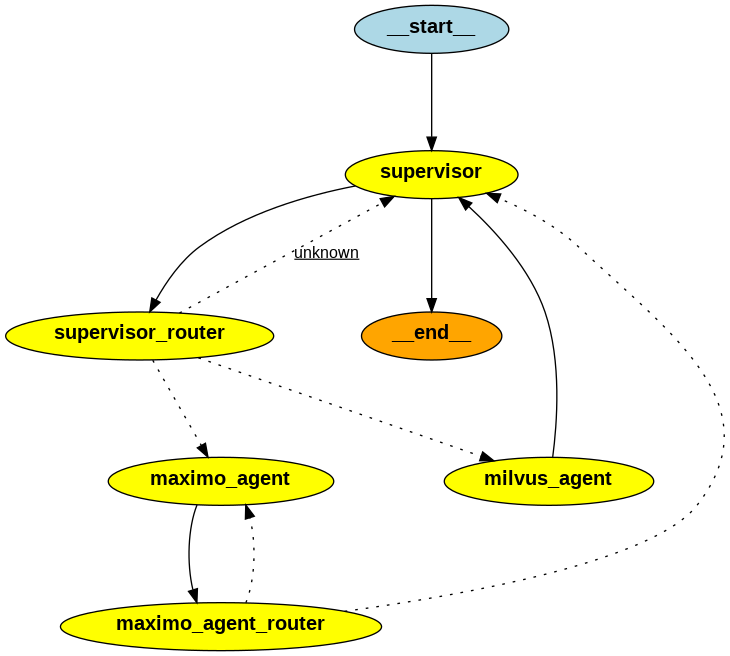 __start__
supervisor
unknown
supervisor_router
__end__
maximo_agent
milvus_agent
maximo_agent_router